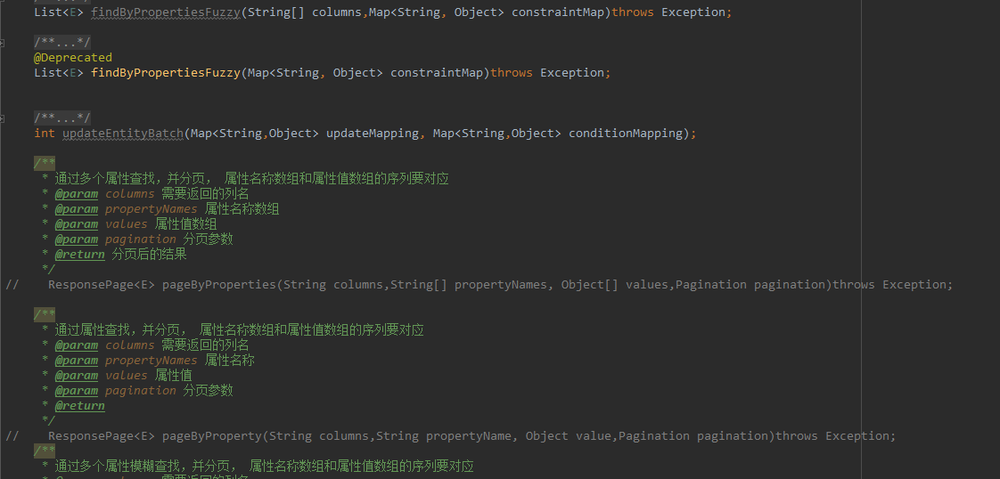 List<E> findByPropertiesFuzzy(String[] columns,Map<String, Object> constraintMap)throws Exception;
/**...*/
@Deprecated
List<E> findByPropertiesFuzzy(Map<String, Object> constraintMap)throws Exception;
/**...*/
int updateEntityBatch(Map<String,Object> updateMapping, Map<String,Object> conditionMapping);
/**
* 通过多个属性查找，并分页， 属性名称数组和属性值数组的序列要对应
* @param columns 需要返回的列名
* @param propertyNames 属性名称数组
* @param values 属性值数组
* @param pagination 分页参数
* @return 分页后的结果
*/
// ResponsePage<E> pageByProperties(String columns,String[] propertyNames, Object[] values,Pagination pagination)throws Exception;
/**
* 通过属性查找，并分页， 属性名称数组和属性值数组的序列要对应
* @param columns 需要返回的列名
* @param propertyNames 属性名称
* @param values 属性值
* @param pagination 分页参数
* @return
*/
// ResponsePage<E> pageByProperty(String columns,String propertyName, Object value,Pagination pagination)throws Exception;
/**
* 通过多个属性模糊查找，并分页， 属性名称数组和属性值数组的序列要对应